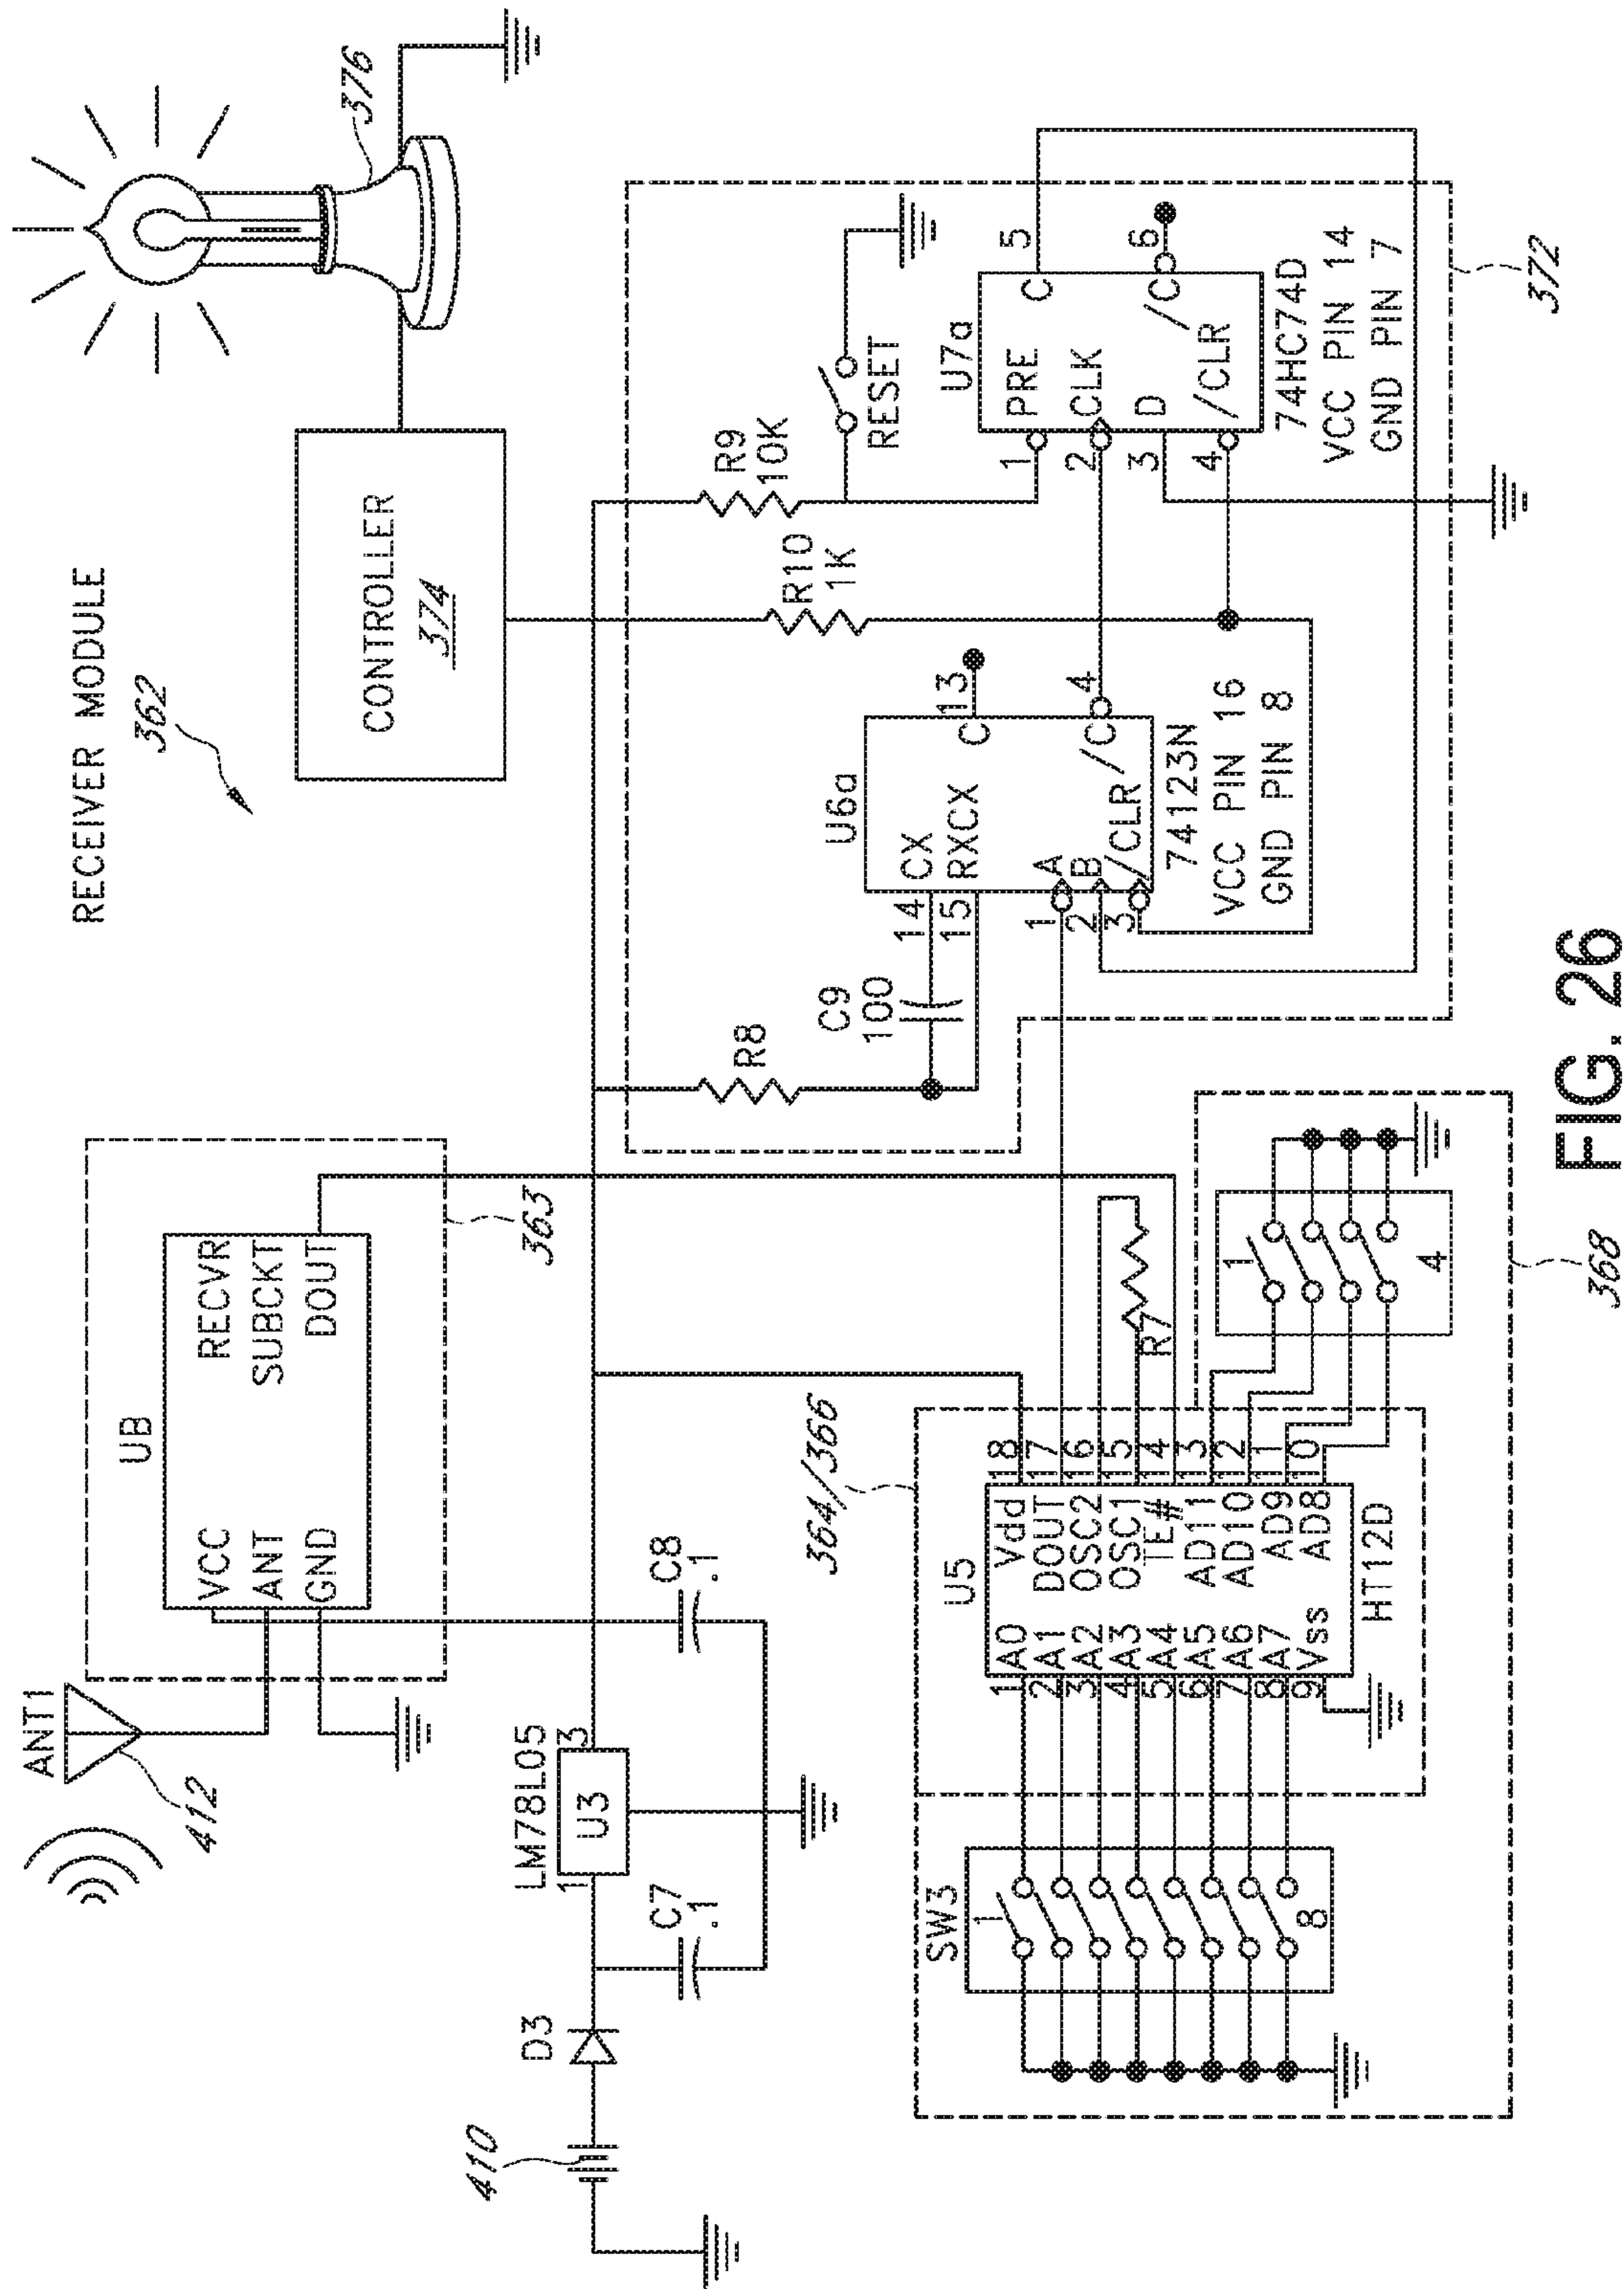 RECEIVER MODULE
362
ANT1
412
UB
VCC
ANT
GND
RECVR
SUBCKT
DOUT
363
CONTROLLER
374
376
410
D3
C7
.1
LM78L05
1
U3
3
C8
.1
R8
C9
100
U6a
14
CX
15
RXCX
1
A
2
B
3
/CLR
C
13
/C
4
74123N
VCC PIN 16
GND PIN 8
R10
1K
R9
10K
RESET
U7a
1
PRE
2
CLK
3
D
4
/CLR
C
5
/C
6
74HC74D
VCC PIN 14
GND PIN 7
372
364/366
SW3
1
8
U5
1 A0
2 A1
3 A2
4 A3
5 A4
6 A5
7 A6
8 A7
9 Vss
Vdd 18
DOUT 17
OSC2 16
OSC1 15
TE# 14
AD11 13
AD10 12
AD9 11
AD8 10
HT12D
R7
1
4
368
FIG. 26